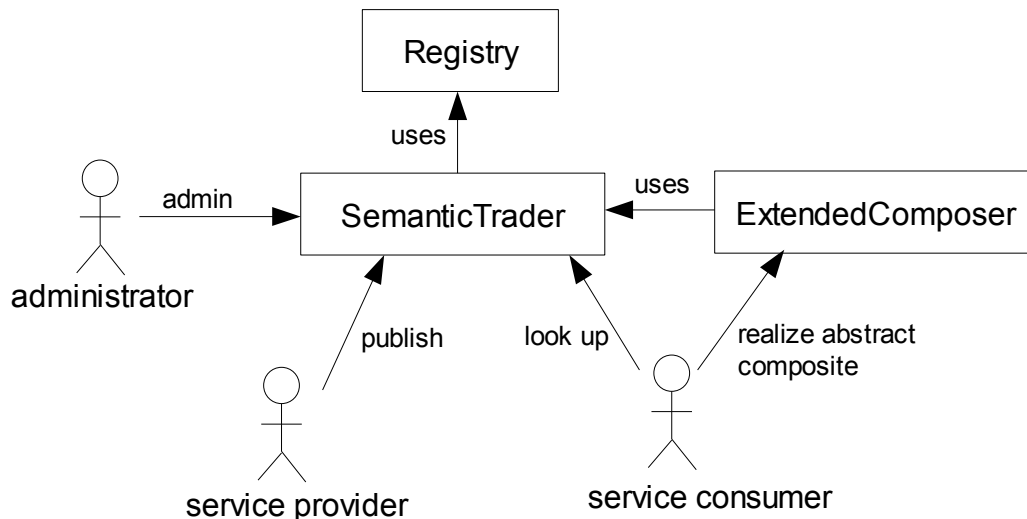 Registry
uses
uses
admin
SemanticTrader
ExtendedComposer
administrator
publish
look up
realize abstract
composite
service provider
service consumer